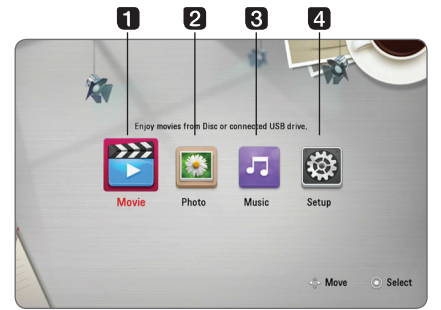 1 2 3 4
Enjoy movies from Disc or connected USB drive.
Movie Photo Music Setup
Move Select